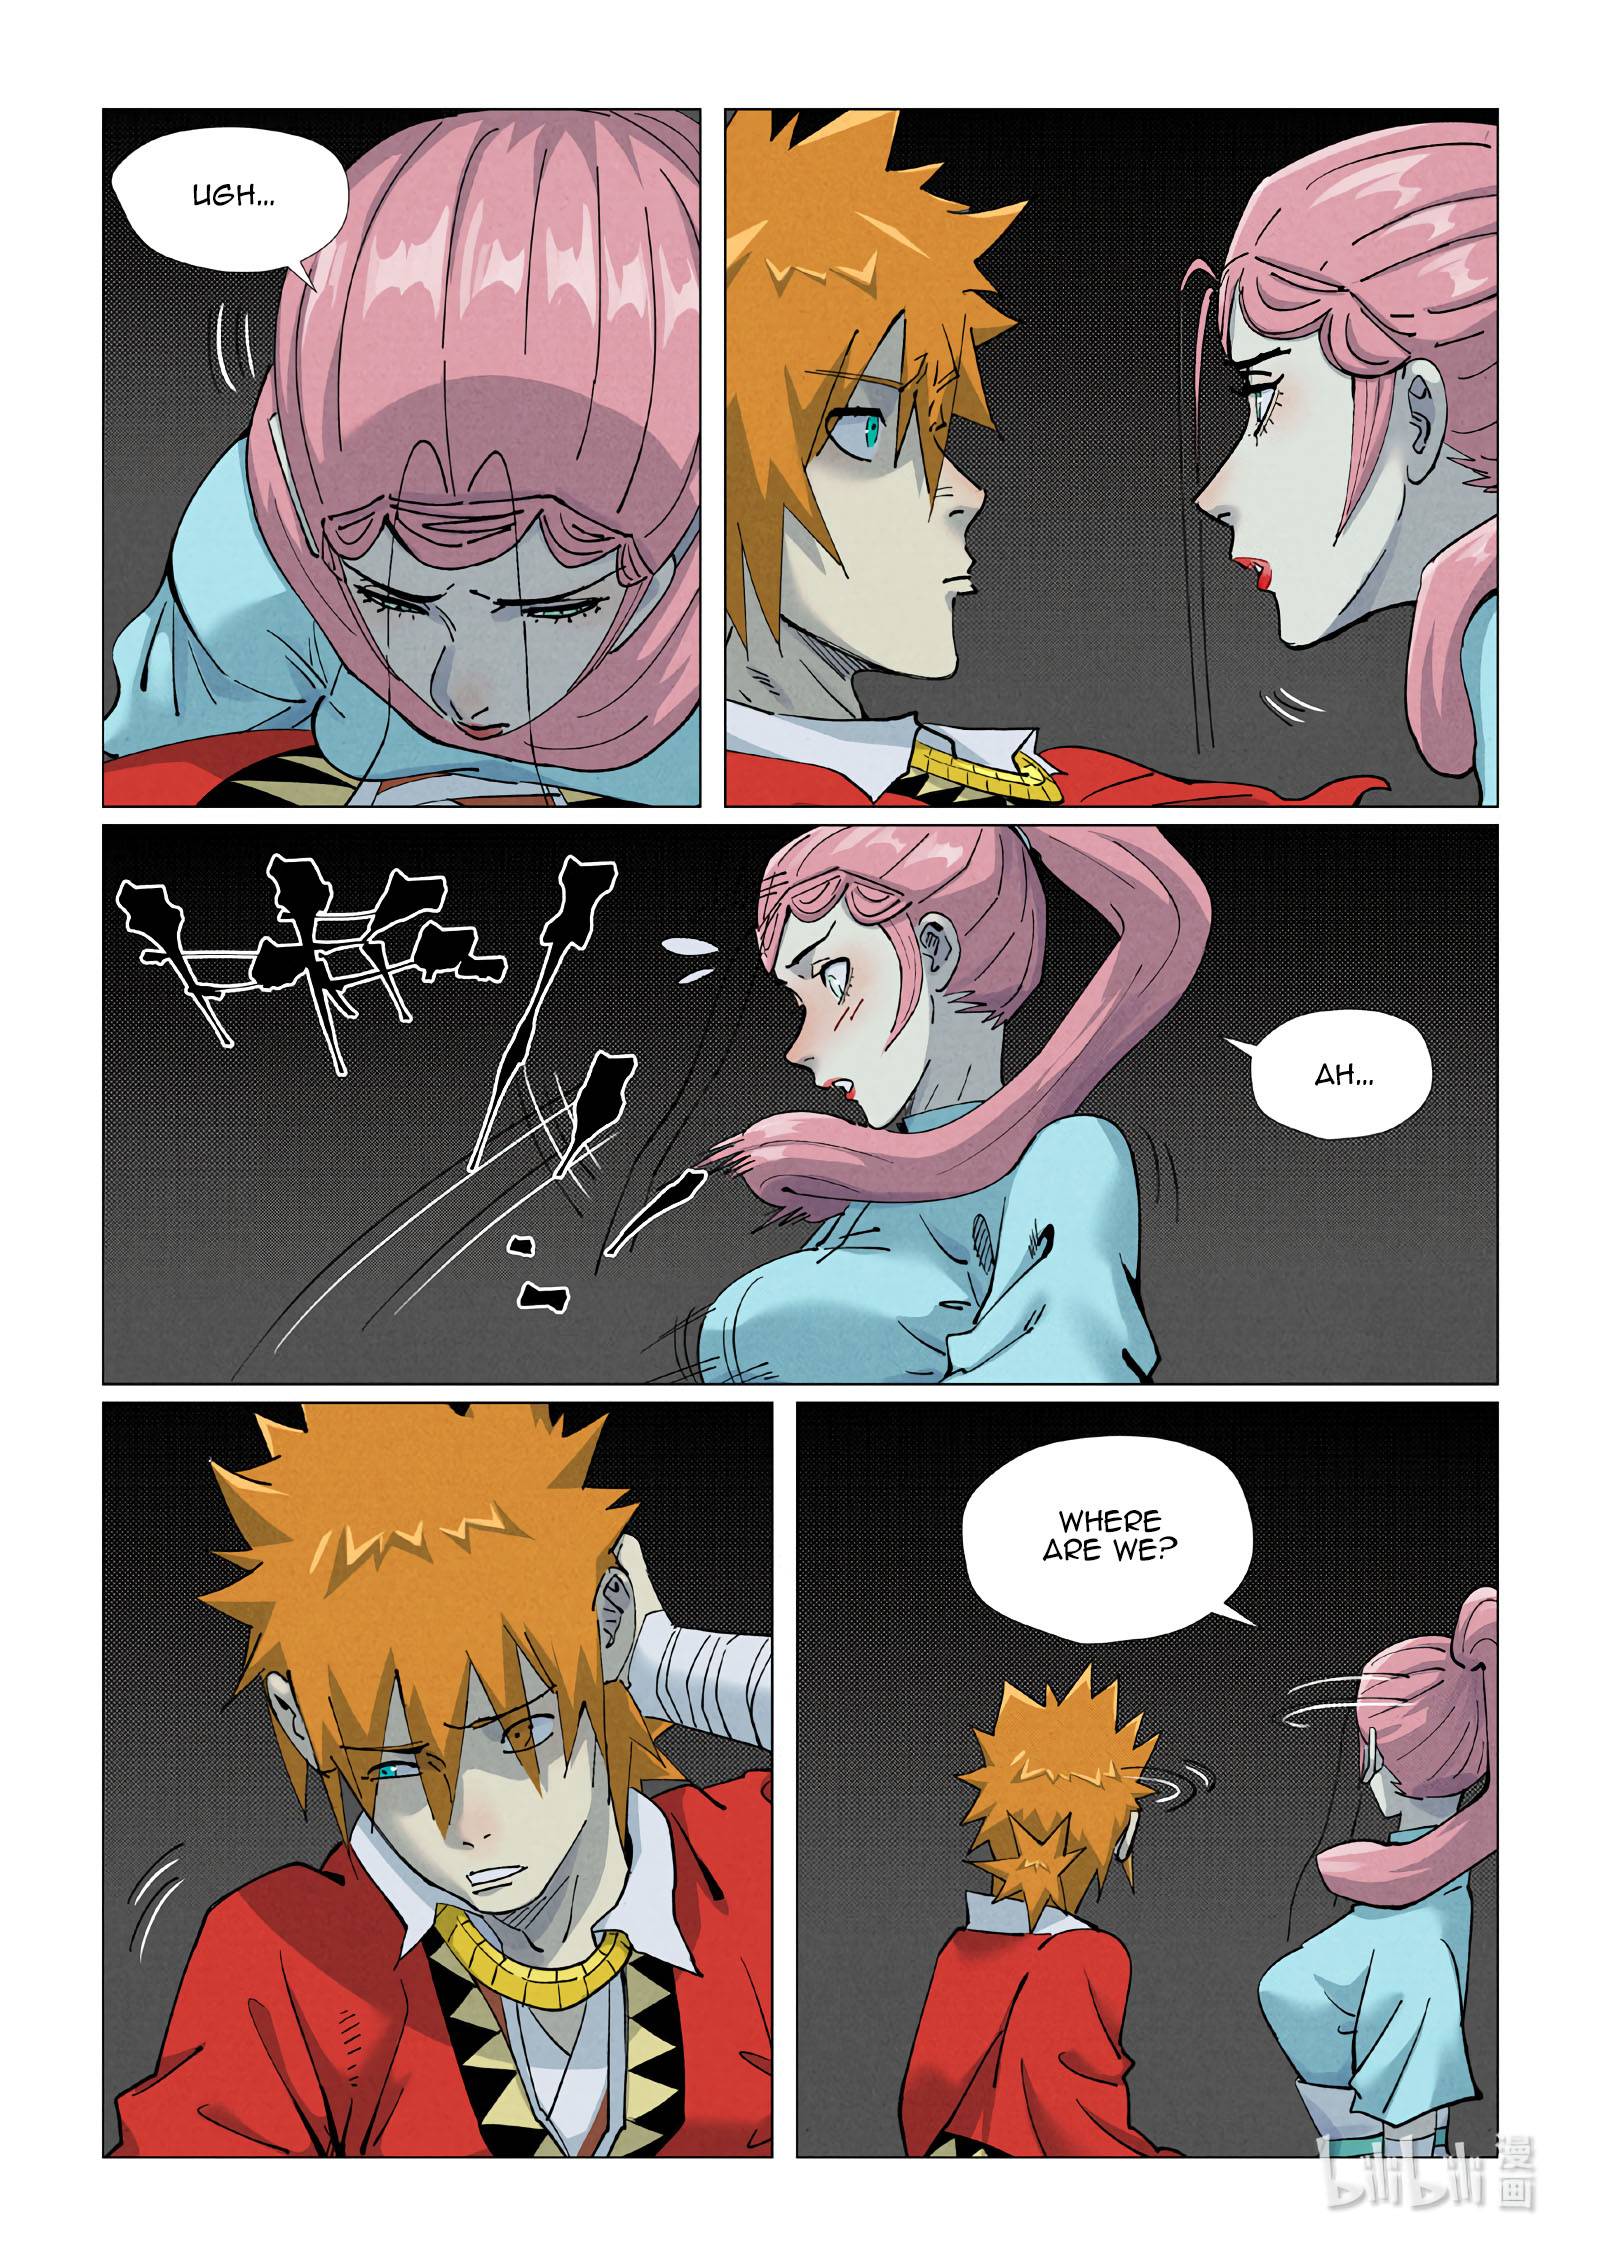 UGH...
AH...
WHERE
ARE WE?
bilibili
漫画